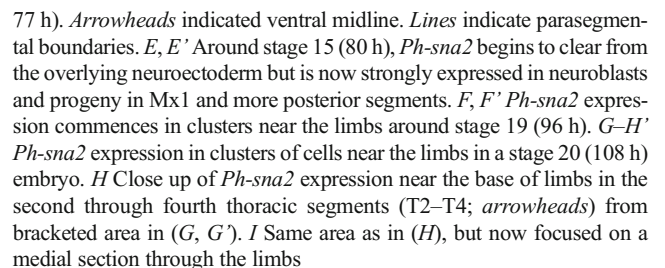 77 h). Arrowheads indicated ventral midline. Lines indicate parasegmen-
tal boundaries. E, E’ Around stage 15 (80 h), Ph-sna2 begins to clear from
the overlying neuroectoderm but is now strongly expressed in neuroblasts
and progeny in Mx1 and more posterior segments. F, F’ Ph-sna2 expres-
sion commences in clusters near the limbs around stage 19 (96 h). G–H’
Ph-sna2 expression in clusters of cells near the limbs in a stage 20 (108 h)
embryo. H Close up of Ph-sna2 expression near the base of limbs in the
second through fourth thoracic segments (T2–T4; arrowheads) from
bracketed area in (G, G’). I Same area as in (H), but now focused on a
medial section through the limbs